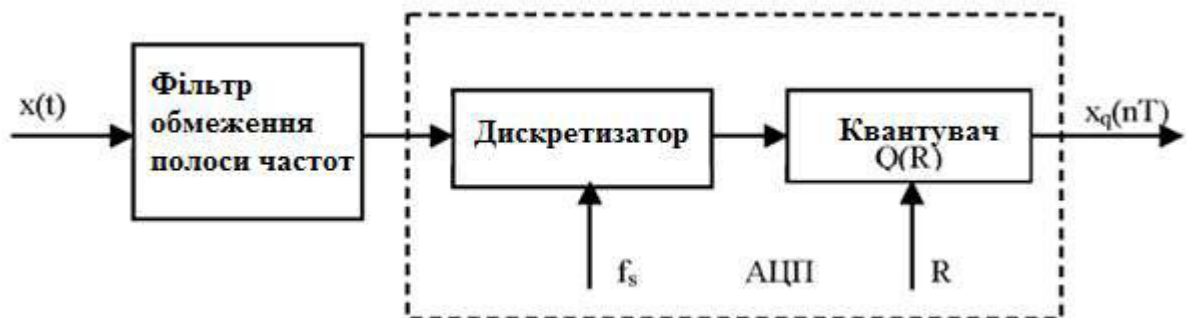 x(t)
Фільтр
обмеження
полоси частот
Дискретизатор
Квантувач
Q(R)
xq(nT)
fs
АЦП
R